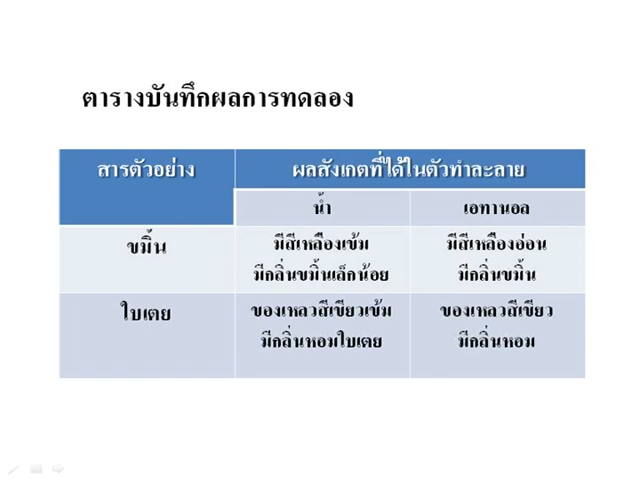 ตารางบันทึกผลการทดลอง
สารตัวอย่าง
ผลสังเกตที่ได้ในตัวทำละลาย
น้ำ
เอทานอล
ขมิ้น
มีสีเหลืองเข้ม
มีกลิ่นขมิ้นเล็กน้อย
มีสีเหลืองอ่อน
มีกลิ่นขมิ้น
ใบเตย
ของเหลวสีเขียวเข้ม
มีกลิ่นหอมใบเตย
ของเหลวสีเขียว
มีกลิ่นหอม